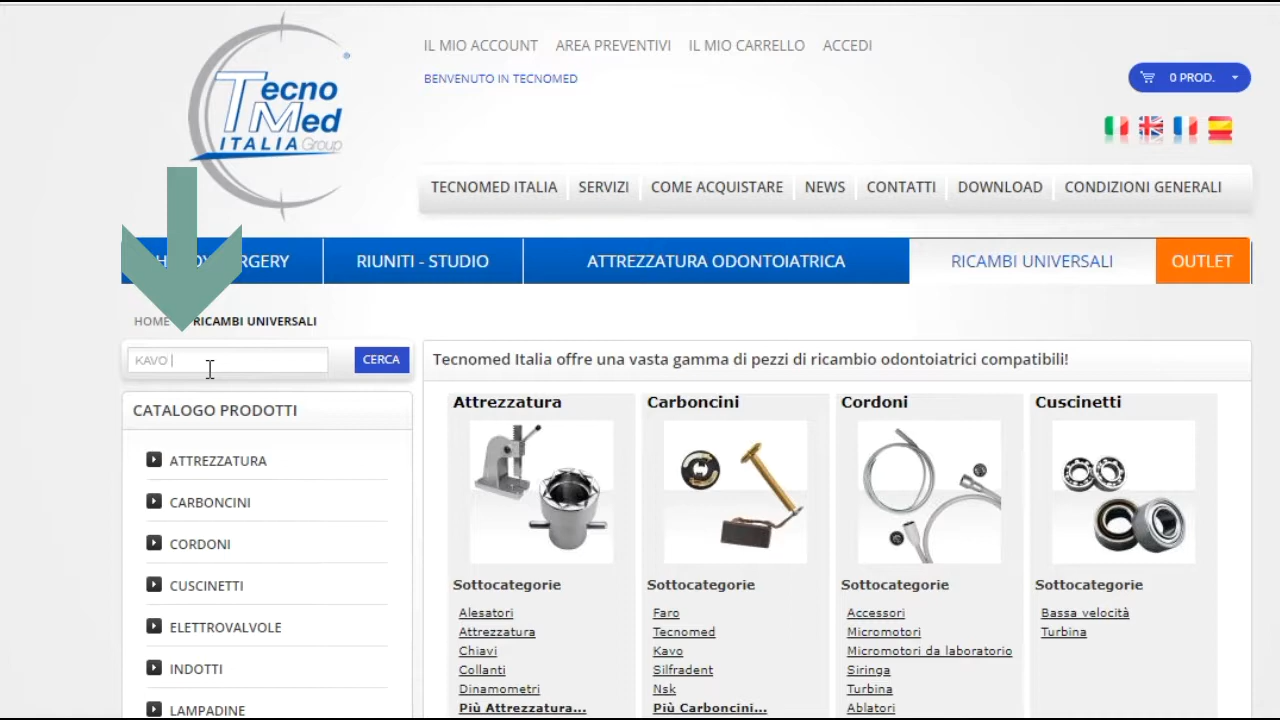 Tecno
Med
ITALIA Group
IL MIO ACCOUNT AREA PREVENTIVI IL MIO CARRELLO ACCEDI
BENVENUTO IN TECNOMED
0 PROD.
TECNOMED ITALIA SERVIZI COME ACQUISTARE NEWS CONTATTI DOWNLOAD CONDIZIONI GENERALI
RIUNITI - STUDIO ATTREZZATURA ODONTOIATRICA RICAMBI UNIVERSALI OUTLET
HOME RICAMBI UNIVERSALI
KAVO CERCA
Tecnomed Italia offre una vasta gamma di pezzi di ricambio odontoiatrici compatibili!
CATALOGO PRODOTTI
ATTREZZATURA
CARBONCINI
CORDONI
CUSCINETTI
ELETTROVALVOLE
INDOTTI
LAMPADINE
Attrezzatura
Sottocategorie
Alesatori
Attrezzatura
Chiavi
Collanti
Dinamometri
Più Attrezzatura...
Carboncini
Sottocategorie
Faro
Tecnomed
Kavo
Silfradent
Nsk
Più Carboncini...
Cordoni
Sottocategorie
Accessori
Micromotori
Micromotori da laboratorio
Siringa
Turbina
Ablatori
Cuscinetti
Sottocategorie
Bassa velocità
Turbina